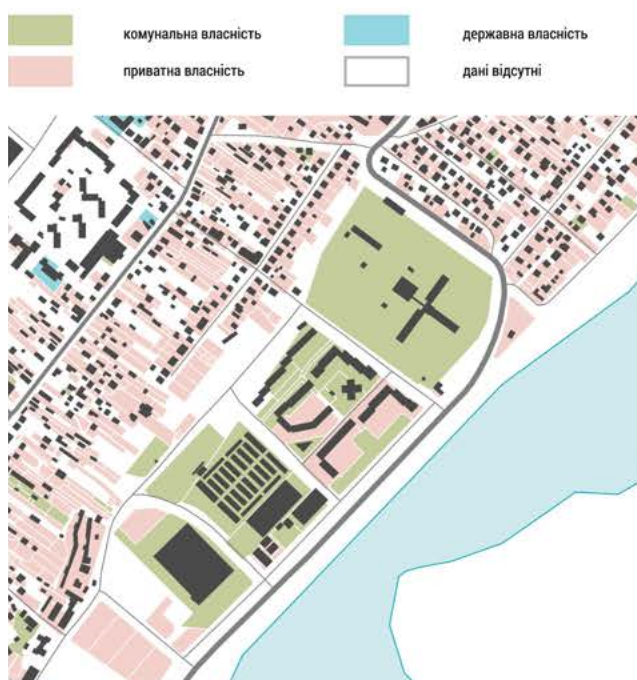 комунальна власність
державна власність
приватна власність
дані відсутні